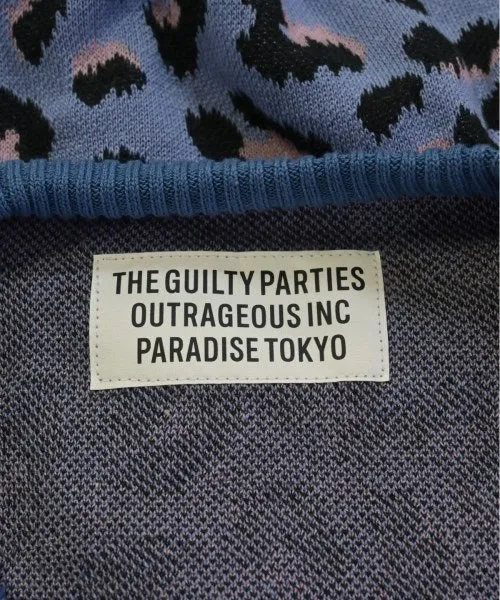 THE GUILTY PARTIES
OUTRAGEOUS INC
PARADISE TOKYO